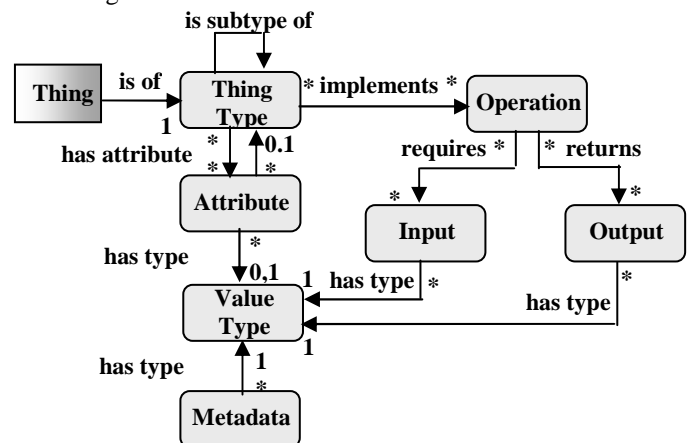 is subtype of
Thing
is of
1
Thing
Type
* implements *
Operation
has attribute
*
*
0.1
*
requires *
* returns
*
*
Attribute
Input
Output
has type
*
0,1
1
has type
*
*
has type
Value
Type
1
has type
1
*
Metadata